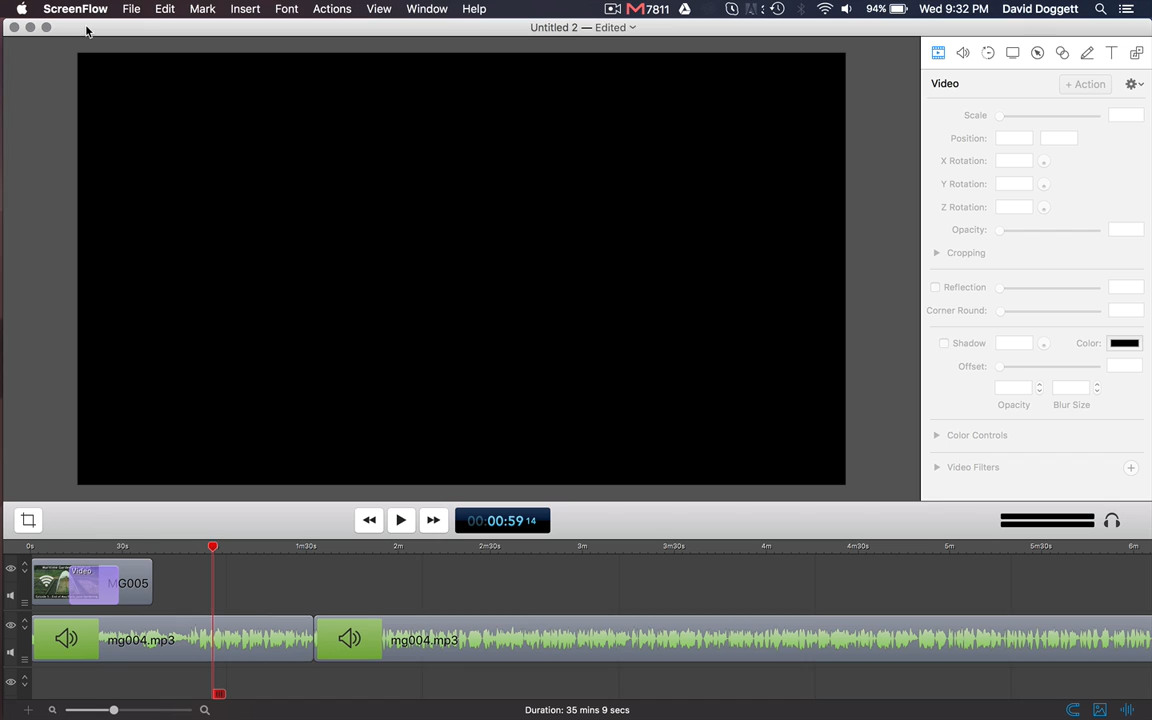 ScreenFlow File Edit Mark Insert Font Actions View Window Help 7811 94% Wed 9:32 PM David Doggett
Untitled 2 — Edited
Video + Action
Scale
Position:
X Rotation:
Y Rotation:
Z Rotation:
Opacity:
Cropping
Reflection
Corner Round:
Shadow Color:
Offset:
Opacity Blur Size
Color Controls
Video Filters
00:00:59 14
0s 30s 1m30s 2m 2m30s 3m 3m30s 4m 4m30s 5m 5m30s 6m
Video
MG005
mg004.mp3 mg004.mp3
Duration: 35 mins 9 secs